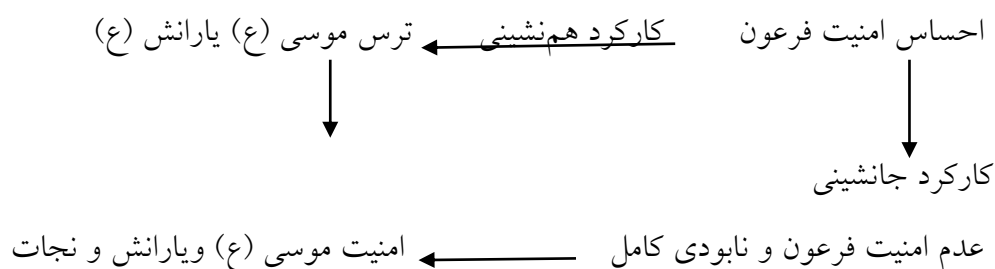 احساس امنیت فرعون کارکرد هم‌نشینی ترس موسی (ع) یارانش (ع)
کارکرد جانشینی
عدم امنیت فرعون و نابودی کامل امنیت موسی (ع) ویارانش و نجات